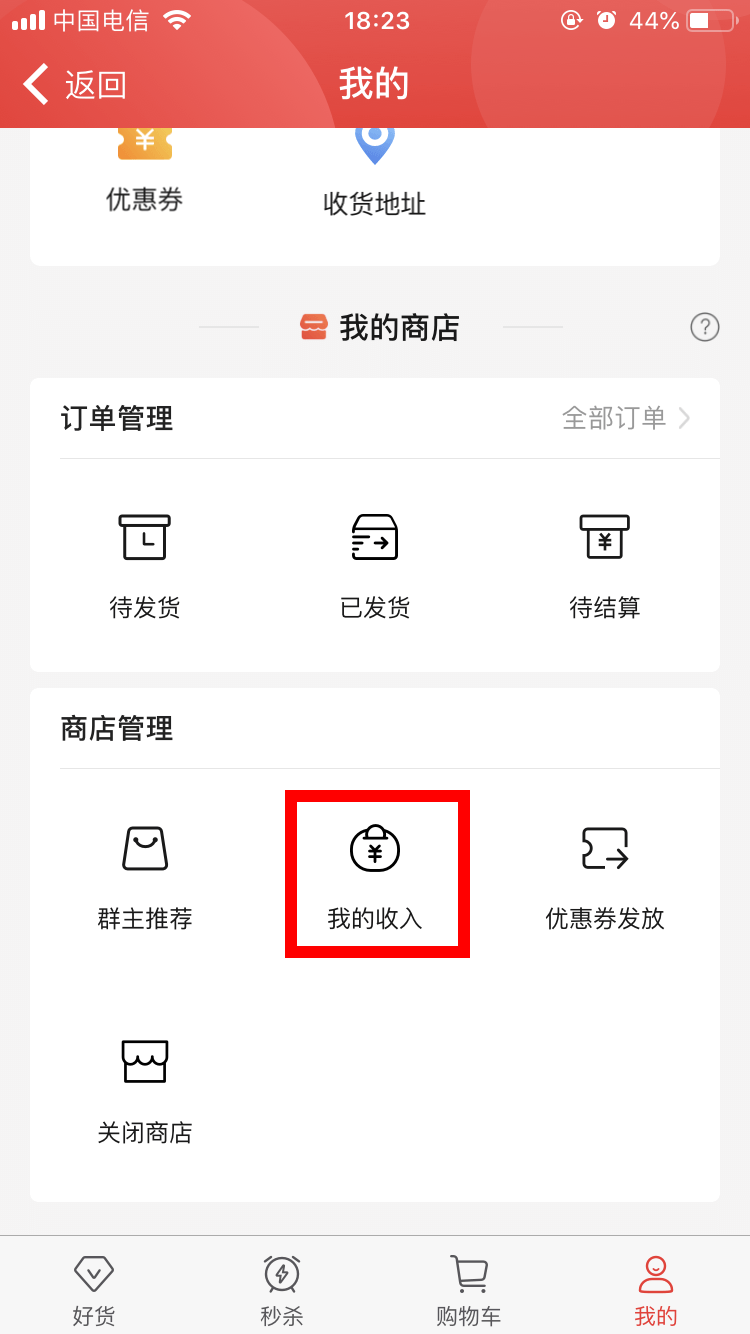 中国电信 18:23 44%
返回 我的
优惠券 收货地址
我的商店 ?
订单管理 全部订单
待发货 已发货 待结算
商店管理
群主推荐 我的收入 优惠券发放
关闭商店
好货 秒杀 购物车 我的